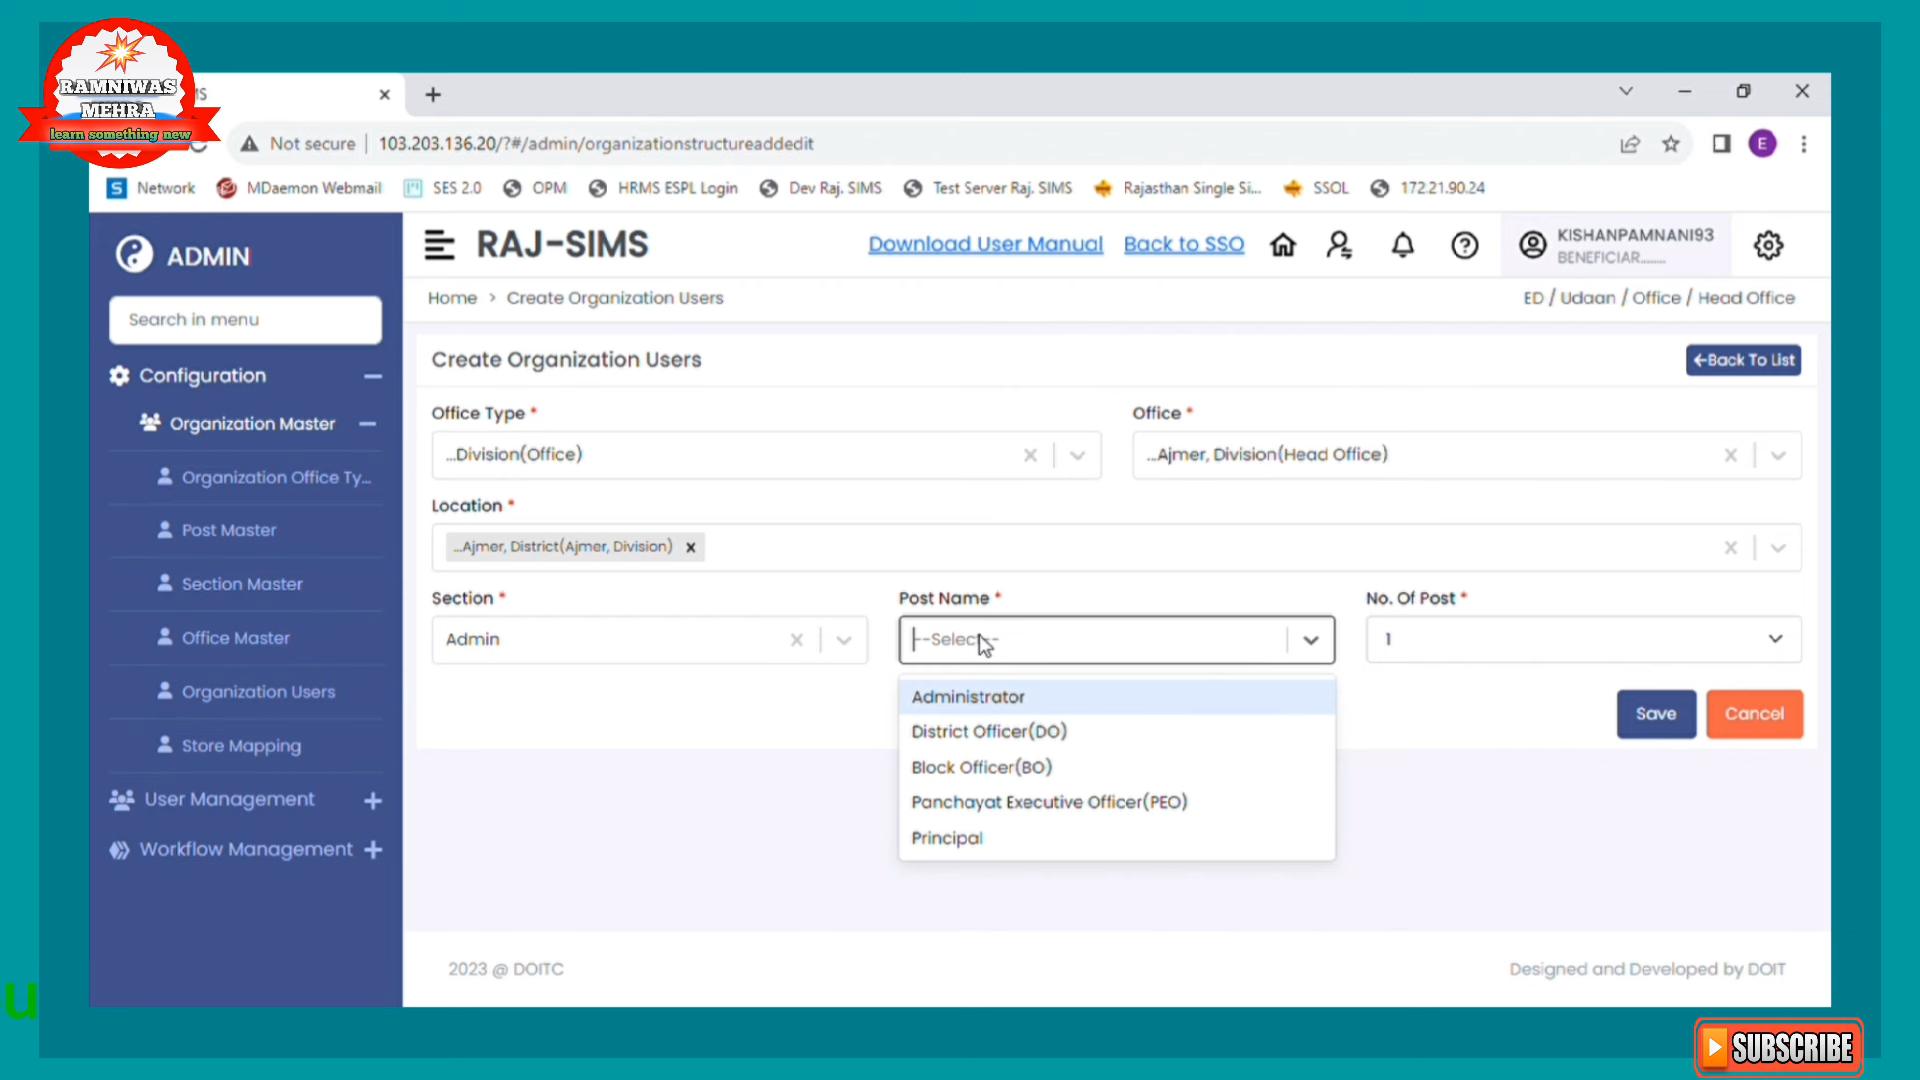 RAMNIWAS
MEHRA
learn something new
Not secure 103.203.136.20/?#/admin/organizationstructureaddedit E
S Network MDaemon Webmail SES 2.0 OPM HRMS ESPL Login Dev Raj. SIMS Test Server Raj. SIMS Rajasthan Single Si... SSOL 172.21.90.24
ADMIN
RAJ-SIMS Download User Manual Back to SSO KISHANPAMNANI93
BENEFICIAR........
Search in menu
Home > Create Organization Users ED / Udaan / Office / Head Office
Configuration
Organization Master
Organization Office Ty...
Post Master
Section Master
Office Master
Organization Users
Store Mapping
User Management
Workflow Management
Create Organization Users
←Back To List
Office Type * Office *
...Division(Office) ...Ajmer, Division(Head Office)
Location *
...Ajmer, District(Ajmer, Division) x
Section * Post Name * No. Of Post *
Admin --Select-- 1
Administrator
District Officer(DO)
Block Officer(BO)
Panchayat Executive Officer(PEO)
Principal
Save Cancel
2023 @ DOITC Designed and Developed by DOIT
u
SUBSCRIBE